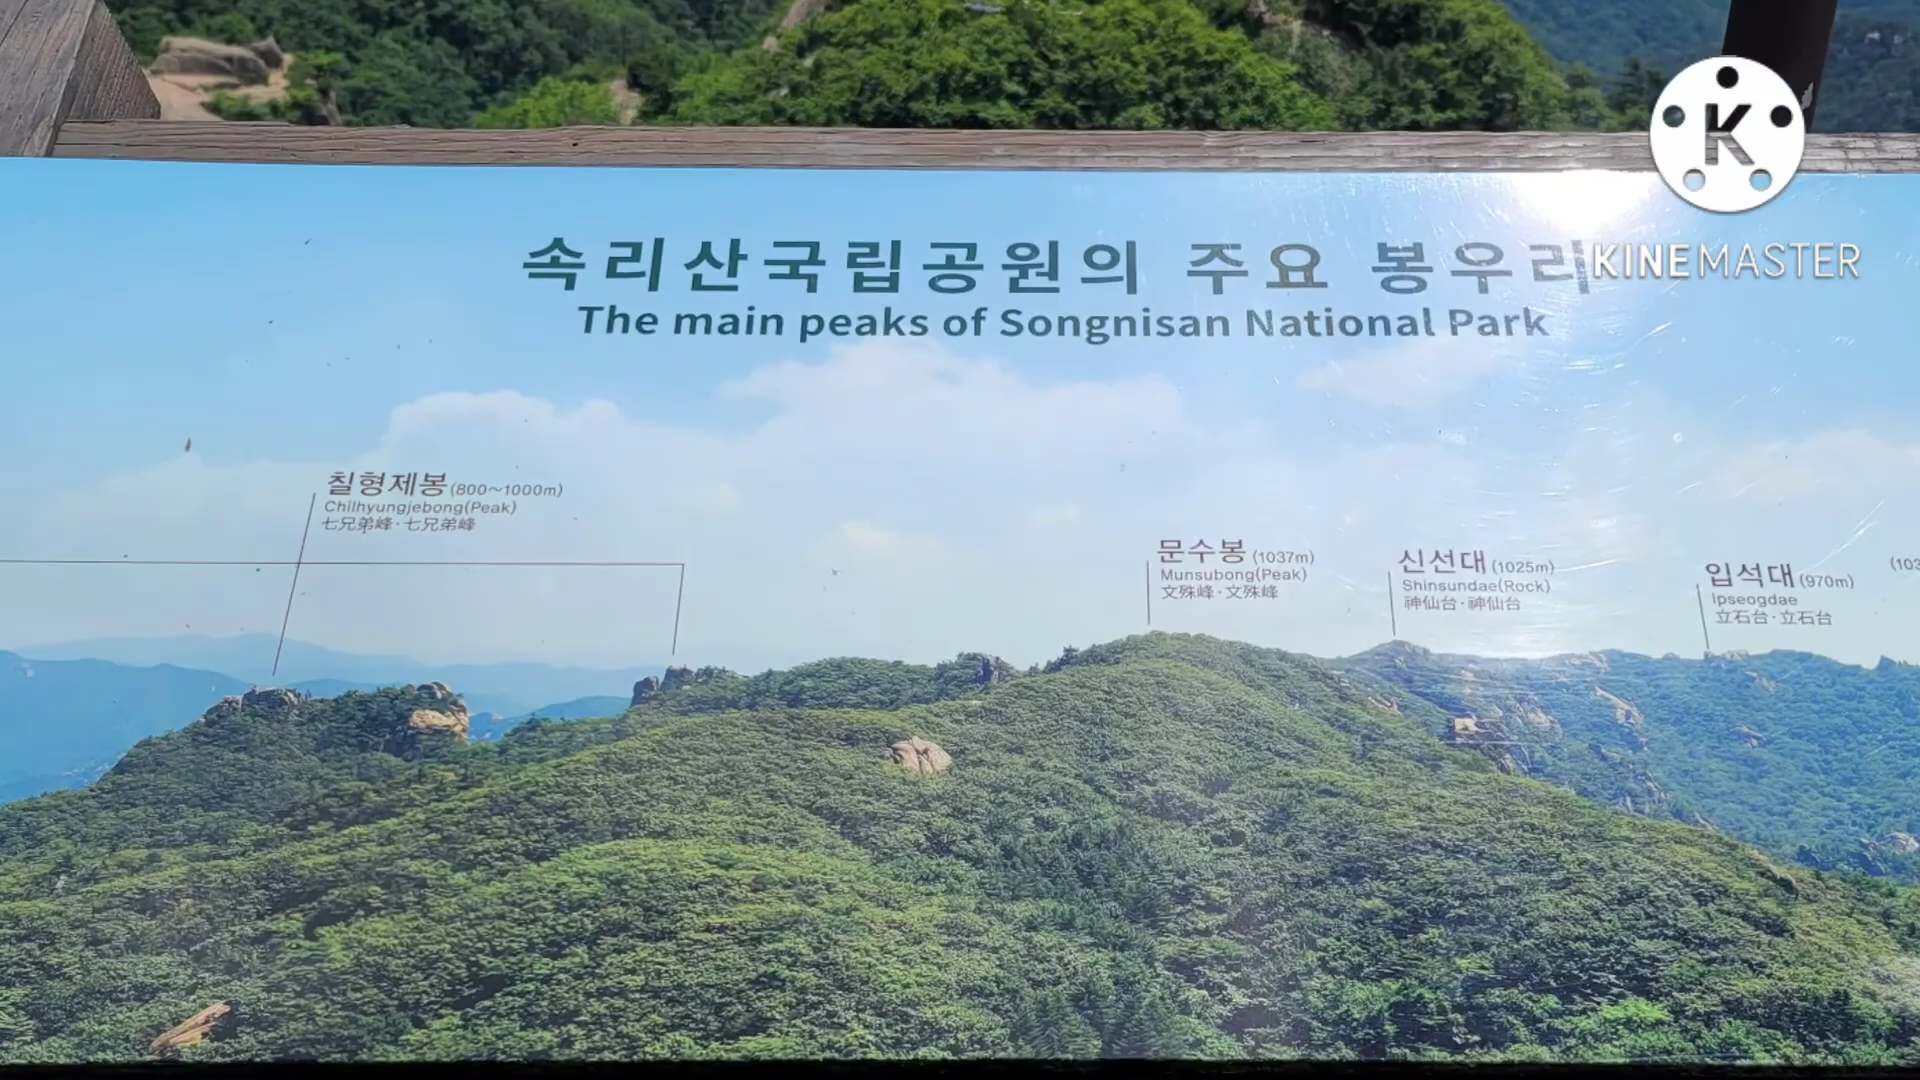 속리산국립공원의 주요 봉우리
The main peaks of Songnisan National Park
K
KINEMASTER
칠형제봉(800~1000m)
Chilhyungjebong(Peak)
七兄弟峰·七兄弟峰
문수봉(1037m)
Munsubong(Peak)
文殊峰·文殊峰
신선대(1025m)
Shinsundae(Rock)
神仙台·神仙台
입석대(970m)
Ipseogdae
立石台·立石台